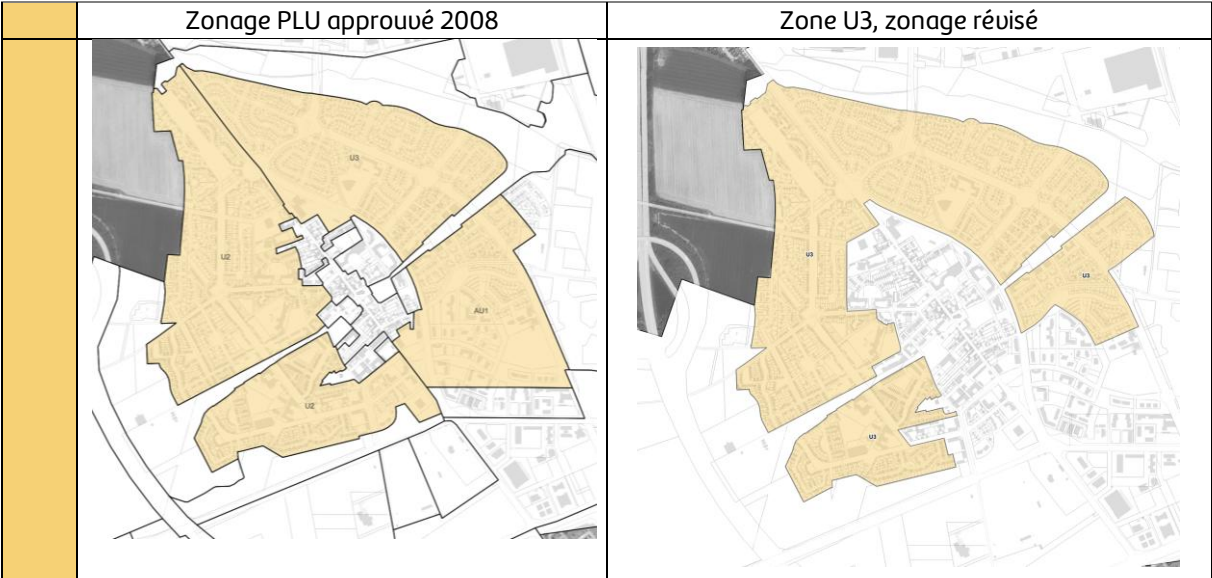 Zonage PLU approuvé 2008
Zone U3, zonage révisé
U3
U2
AU1
U2
U3
U3
U3